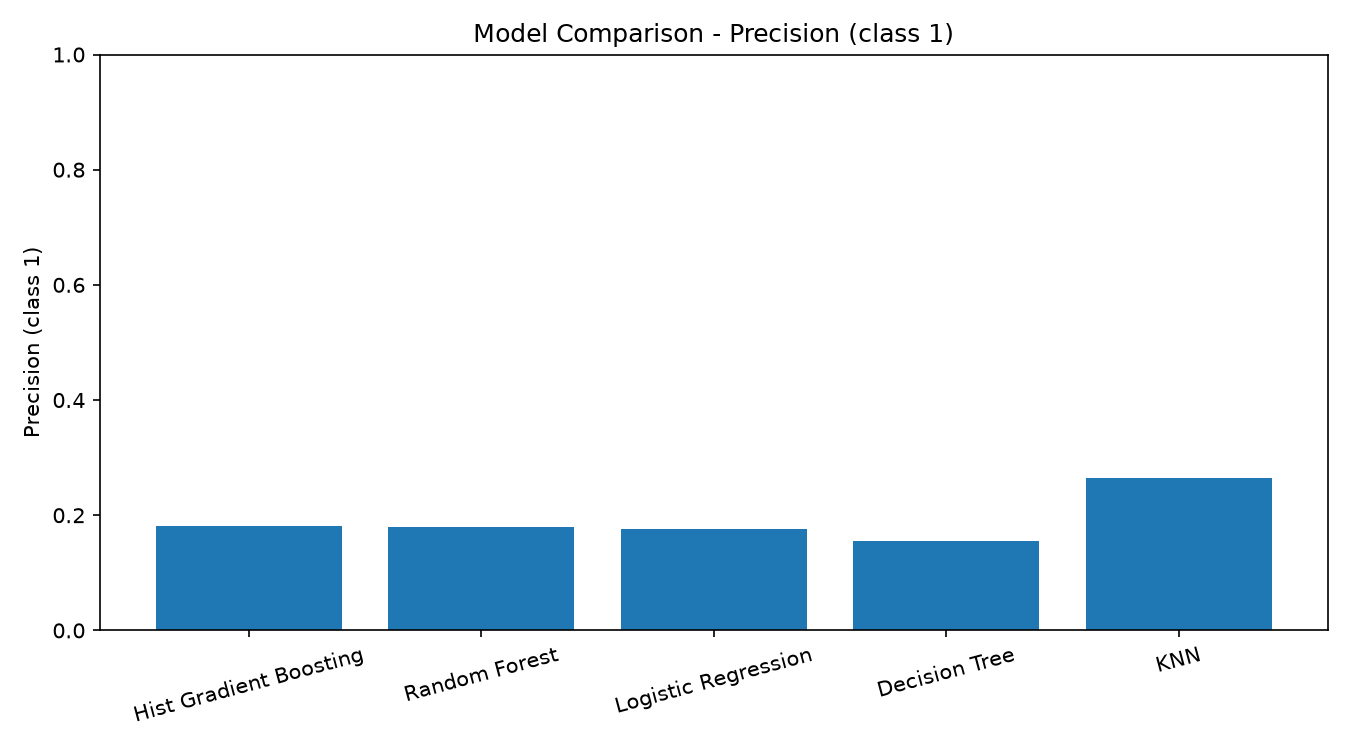 Model Comparison - Precision (class 1)
Precision (class 1)
1.0
0.8
0.6
0.4
0.2
0.0
Hist Gradient Boosting
Random Forest
Logistic Regression
Decision Tree
KNN